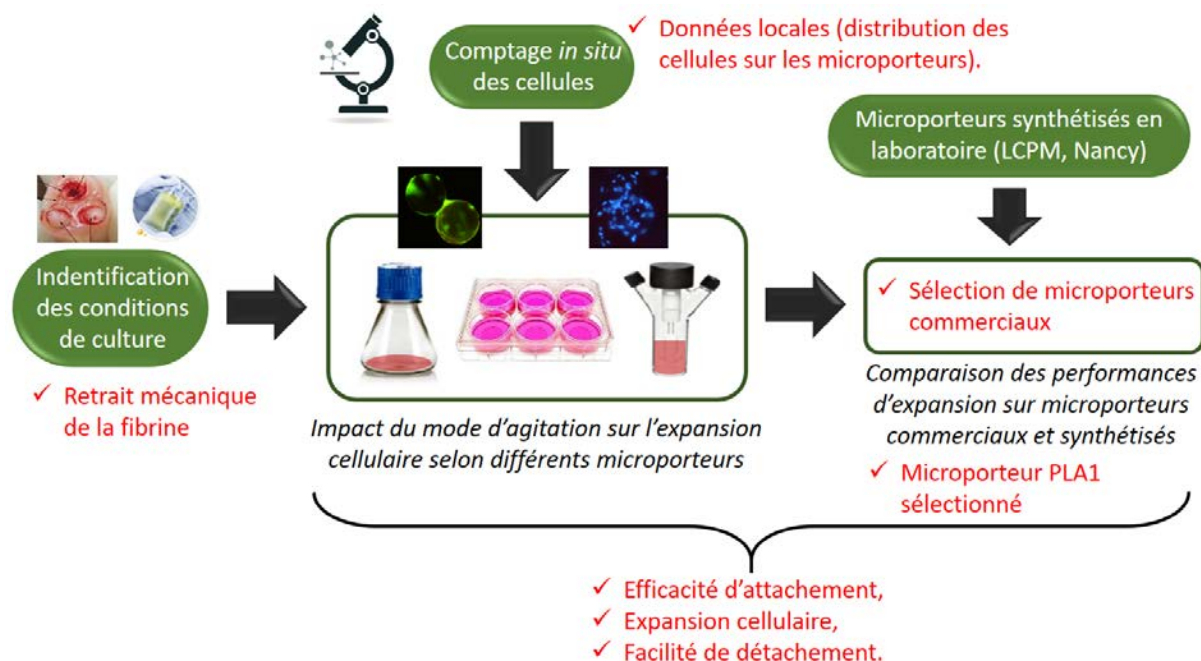 Comptage in situ
des cellules
✓ Données locales (distribution des
cellules sur les microporteurs).
Microporteurs synthétisés en
laboratoire (LCPM, Nancy)
Indentification
des conditions
de culture
✓ Retrait mécanique
de la fibrine
Impact du mode d'agitation sur l'expansion
cellulaire selon différents microporteurs
✓ Sélection de microporteurs
commerciaux
Comparaison des performances
d'expansion sur microporteurs
commerciaux et synthétisés
✓ Microporteur PLA1
sélectionné
✓ Efficacité d'attachement,
✓ Expansion cellulaire,
✓ Facilité de détachement.